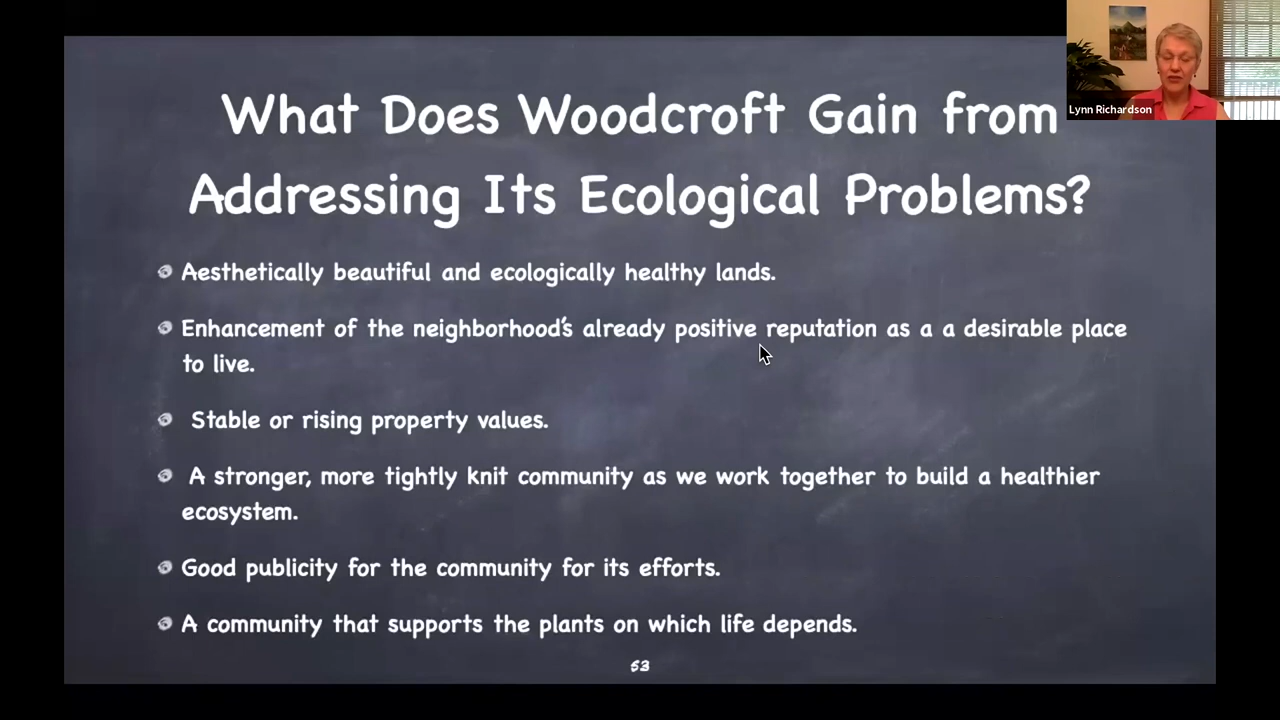 What Does Woodcroft Gain from
Addressing Its Ecological Problems?
Aesthetically beautiful and ecologically healthy lands.
Enhancement of the neighborhood's already positive reputation as a a desirable place
to live.
Stable or rising property values.
A stronger, more tightly knit community as we work together to build a healthier
ecosystem.
Good publicity for the community for its efforts.
A community that supports the plants on which life depends.
53
Lynn Richardson